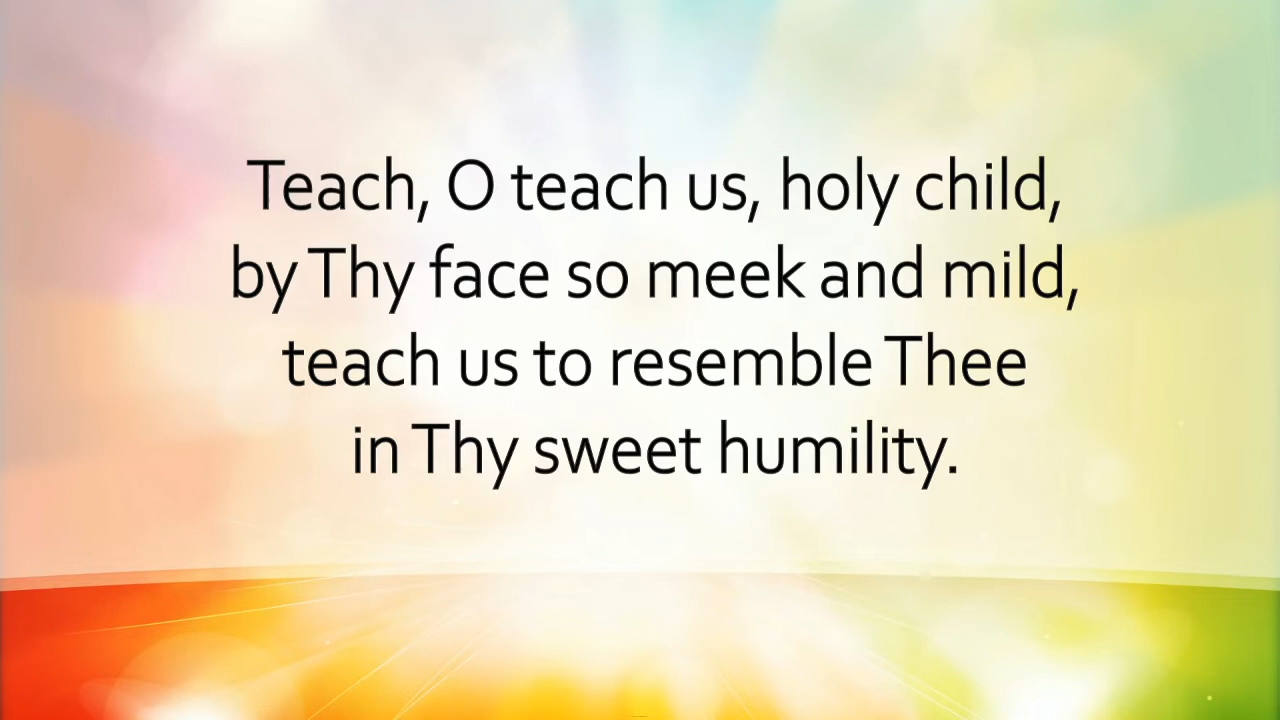 Teach, O teach us, holy child,
by Thy face so meek and mild,
teach us to resemble Thee
in Thy sweet humility.